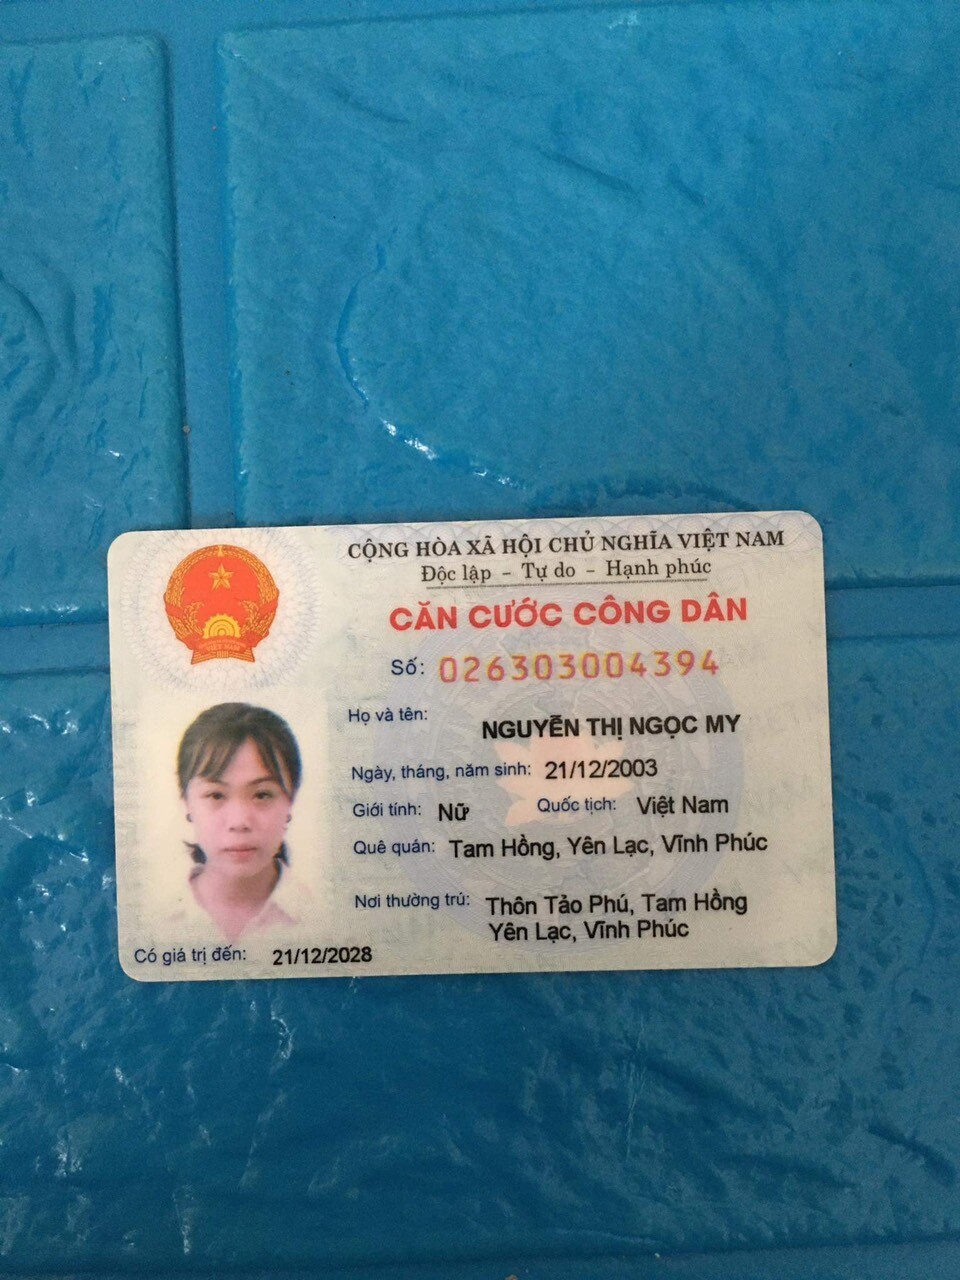 CỘNG HÒA XÃ HỘI CHỦ NGHĨA VIỆT NAM
Độc lập - Tự do - Hạnh phúc
CĂN CƯỚC CÔNG DÂN
Số: 026303004394
Họ và tên: NGUYỄN THỊ NGỌC MY
Ngày, tháng, năm sinh: 21/12/2003
Giới tính: Nữ Quốc tịch: Việt Nam
Quê quán: Tam Hồng, Yên Lạc, Vĩnh Phúc
Nơi thường trú: Thôn Tảo Phú, Tam Hồng
Yên Lạc, Vĩnh Phúc
Có giá trị đến: 21/12/2028